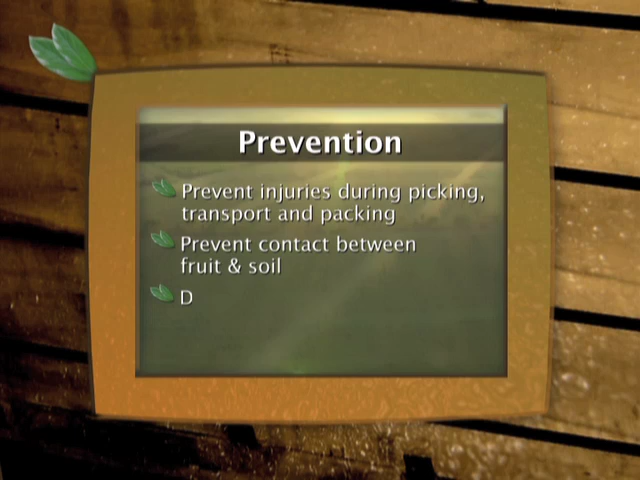 Prevention
Prevent injuries during picking,
transport and packing
Prevent contact between
fruit & soil
D